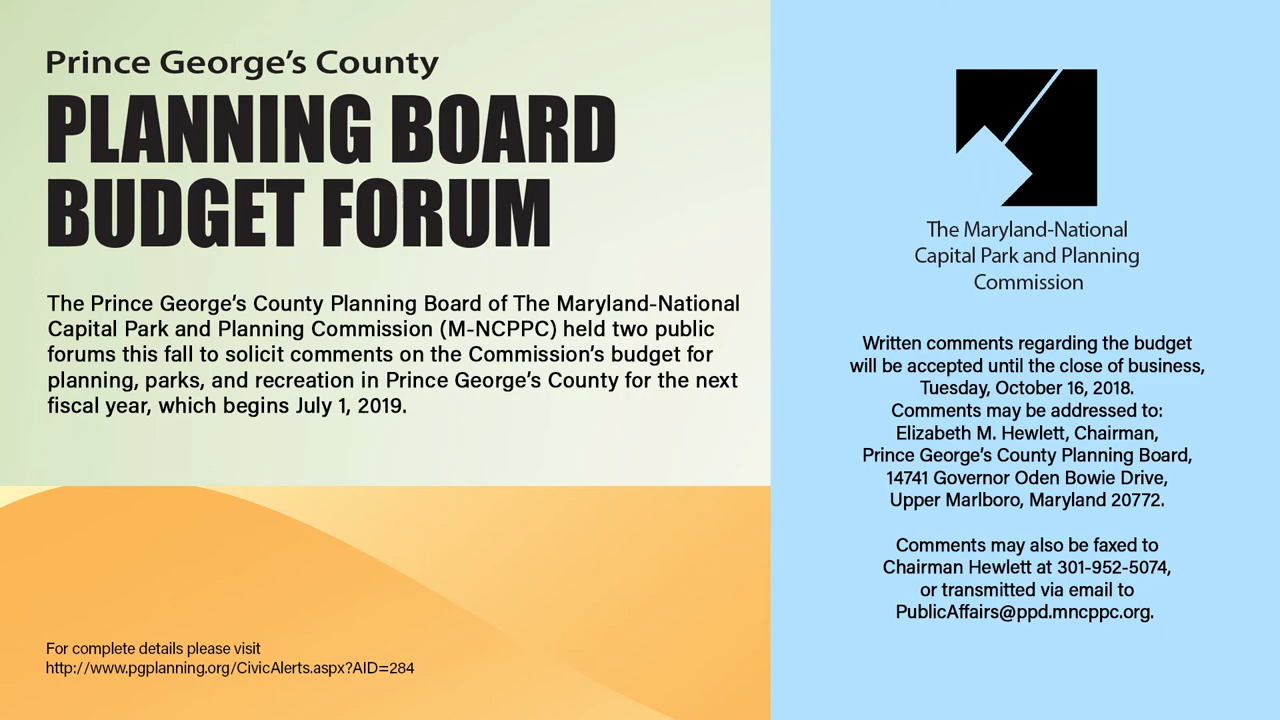 Prince George's County
PLANNING BOARD
BUDGET FORUM
The Prince George's County Planning Board of The Maryland-National
Capital Park and Planning Commission (M-NCPPC) held two public
forums this fall to solicit comments on the Commission's budget for
planning, parks, and recreation in Prince George's County for the next
fiscal year, which begins July 1, 2019.
For complete details please visit
http://www.pgplanning.org/CivicAlerts.aspx?AID=284
The Maryland-National
Capital Park and Planning
Commission
Written comments regarding the budget
will be accepted until the close of business,
Tuesday, October 16, 2018.
Comments may be addressed to:
Elizabeth M. Hewlett, Chairman,
Prince George's County Planning Board,
14741 Governor Oden Bowie Drive,
Upper Marlboro, Maryland 20772.
Comments may also be faxed to
Chairman Hewlett at 301-952-5074,
or transmitted via email to
PublicAffairs@ppd.mncppc.org.